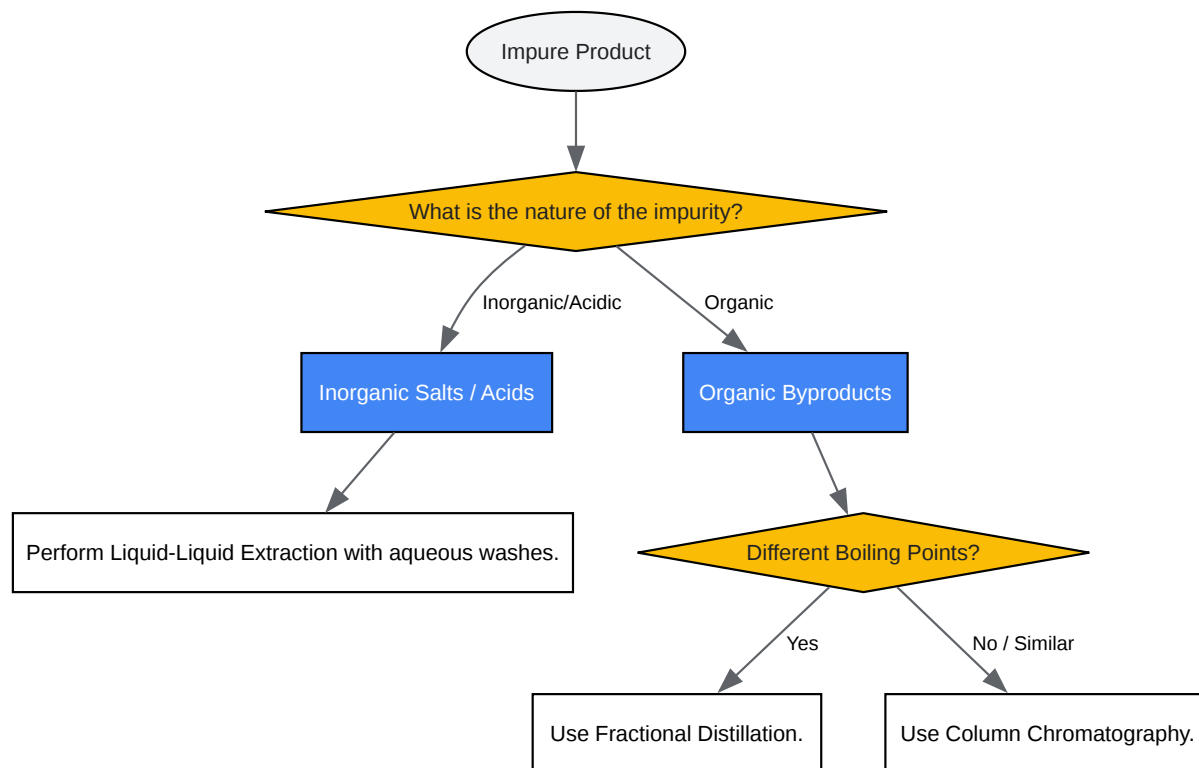 Impure Product
What is the nature of the impurity?
Inorganic/Acidic
Organic
Inorganic Salts / Acids
Organic Byproducts
Perform Liquid-Liquid Extraction with aqueous washes.
Different Boiling Points?
Yes
No / Similar
Use Fractional Distillation.
Use Column Chromatography.